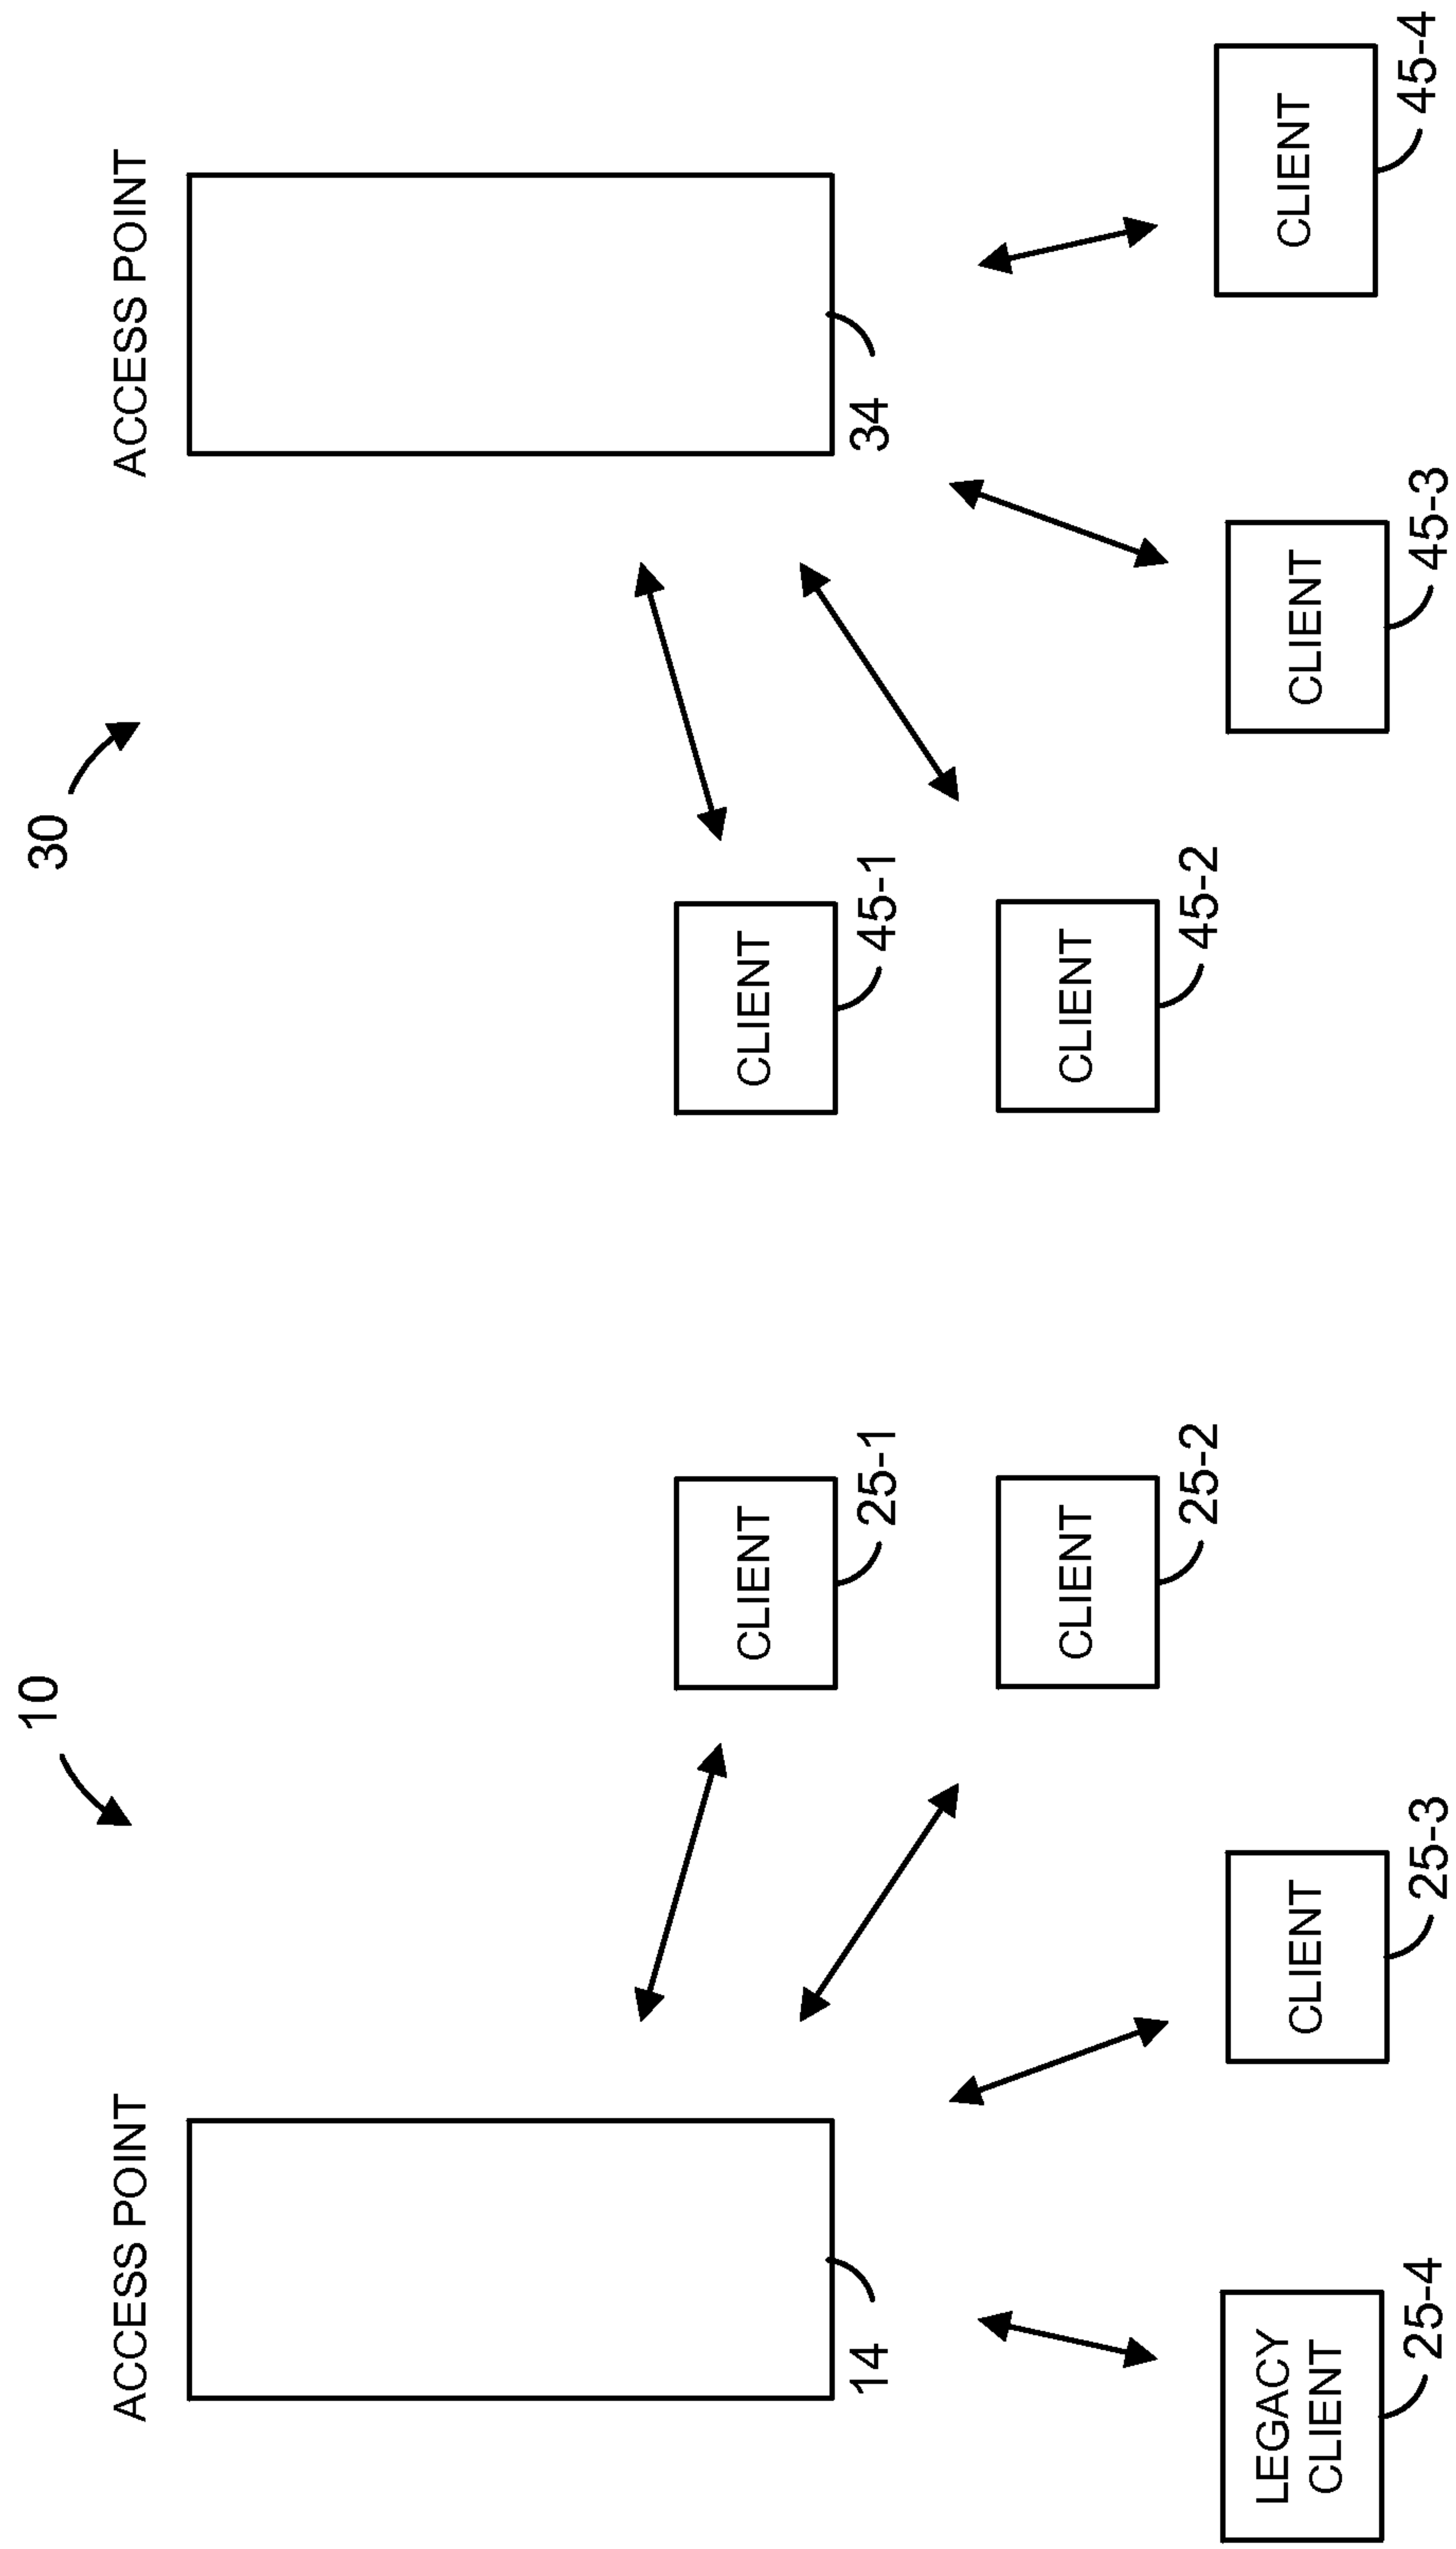 10
30
ACCESS POINT
ACCESS POINT
14
34
CLIENT
25-1
CLIENT
45-1
CLIENT
25-2
CLIENT
45-2
LEGACY
CLIENT
25-4
CLIENT
25-3
CLIENT
45-3
CLIENT
45-4